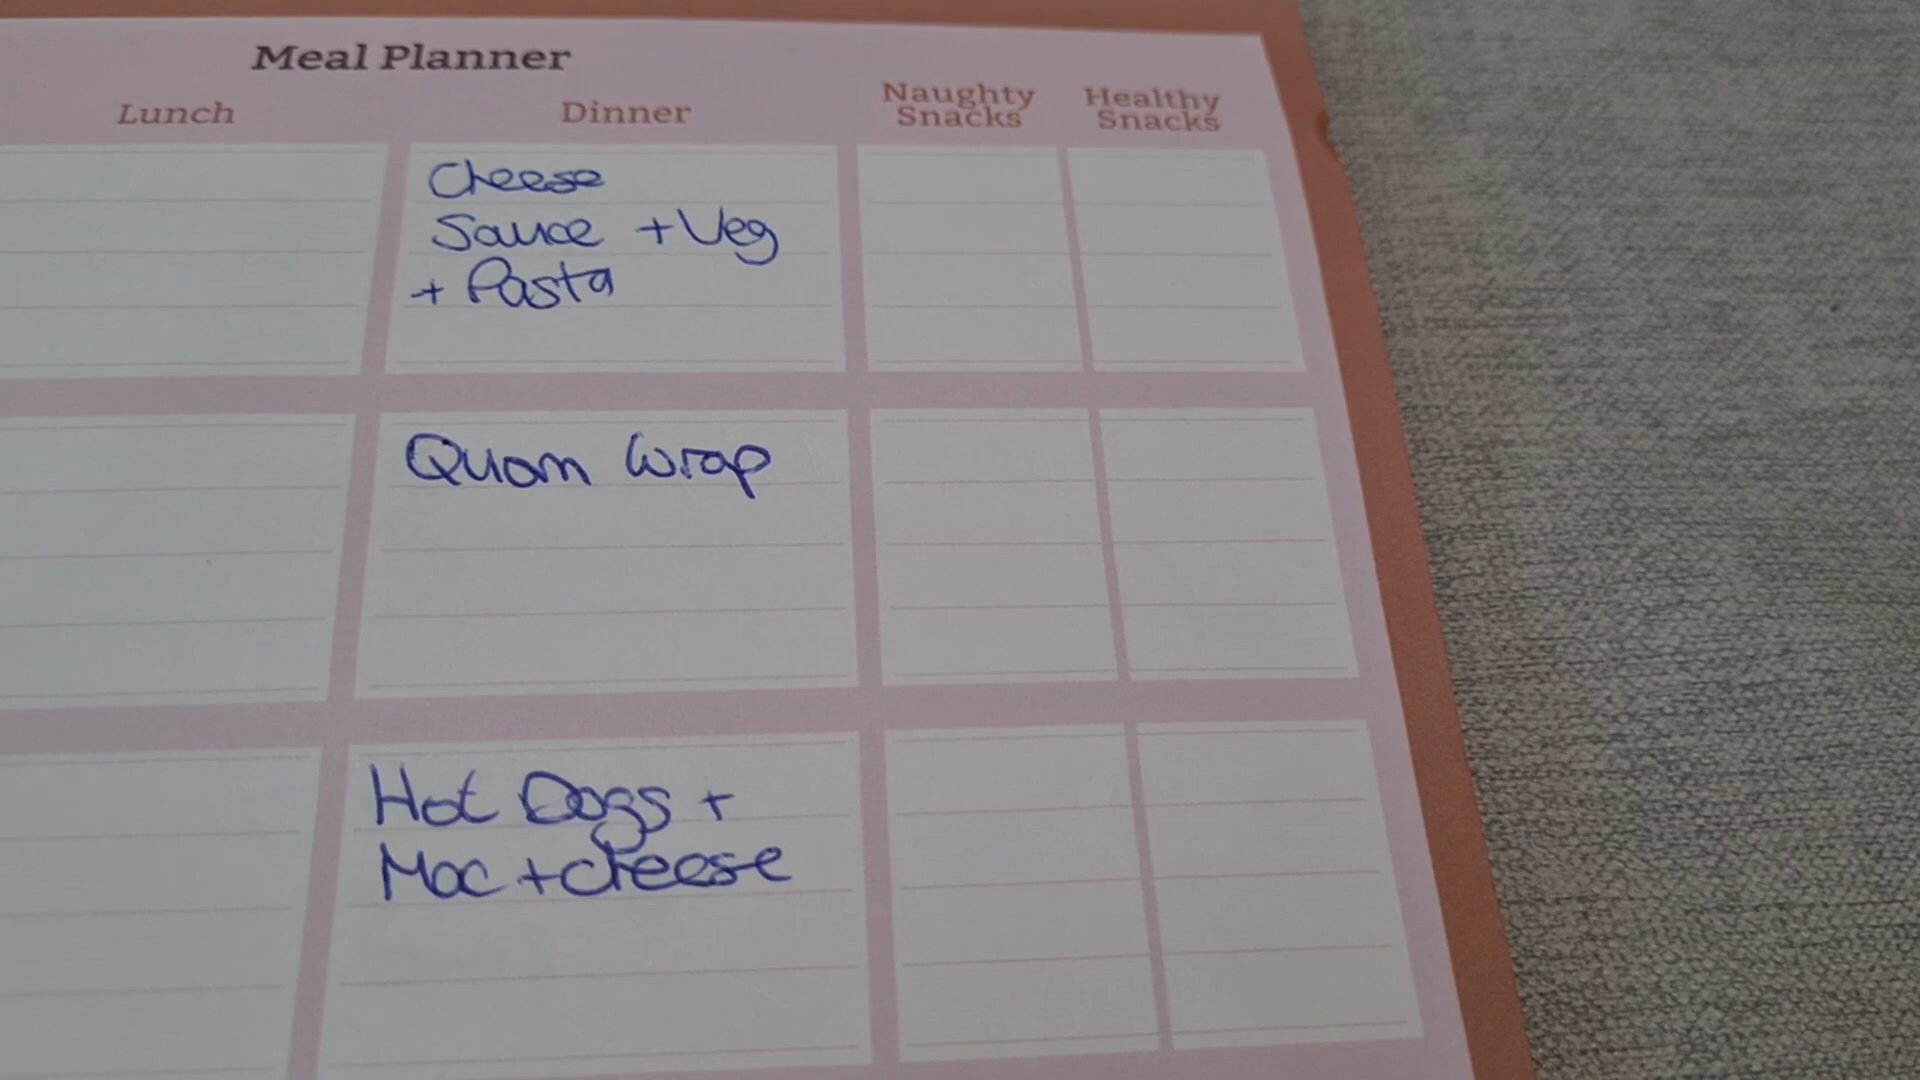 Meal Planner
Lunch
Dinner
Naughty
Snacks
Healthy
Snacks
Cheese
Sauce + Veg
+ Pasta
Quorn Wrap
Hot Dogs +
Mac + cheese